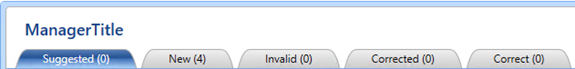 ManagerTitle
Suggested (0) New (4) Invalid (0) Corrected (0) Correct (0)